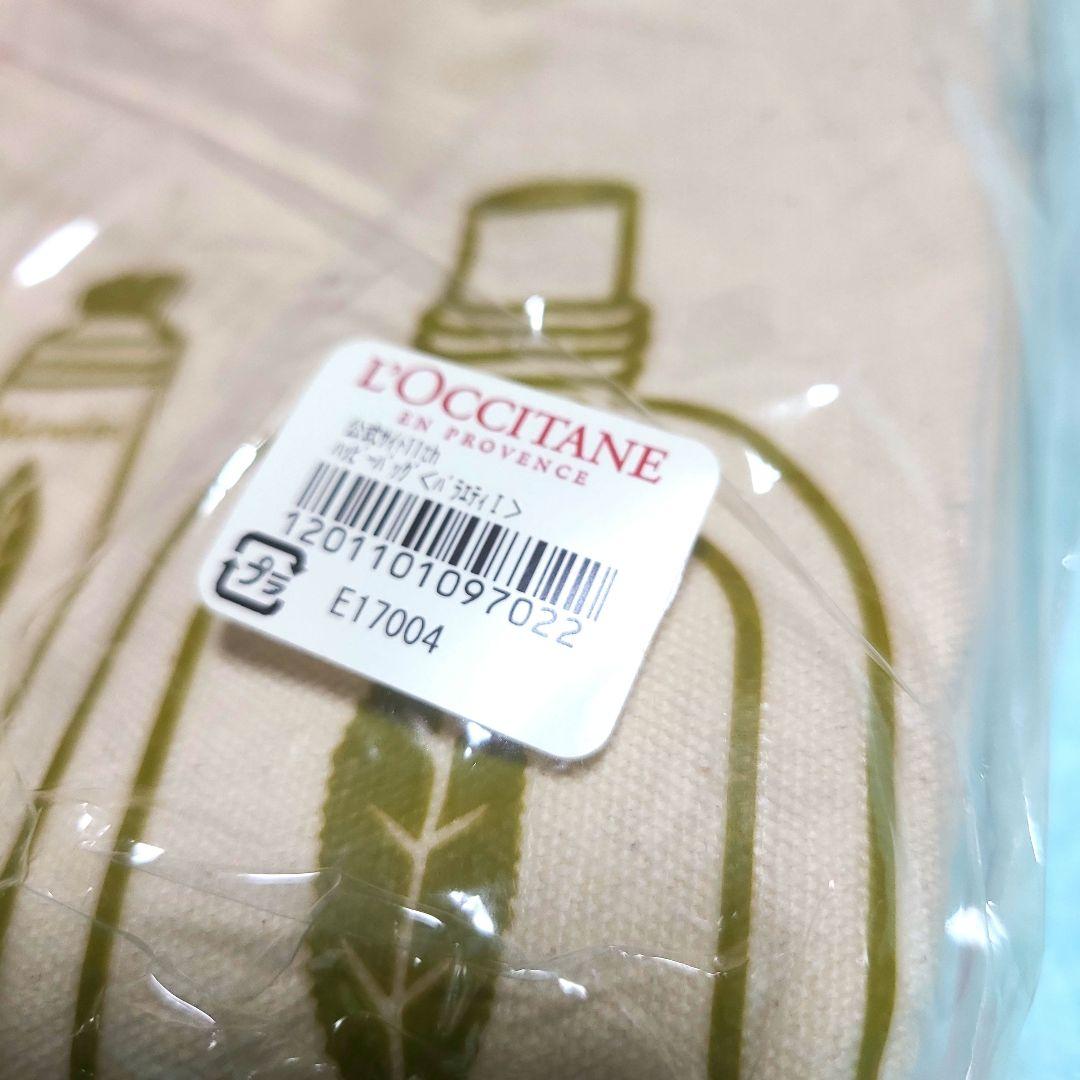 L'OCCITANE
EN PROVENCE
公式ｻｲﾄ11th
ﾊｯﾋﾟｰﾊﾞｯｸﾞ<ﾊﾞﾗｴﾃｨI>
1201101097022
プラ
E17004